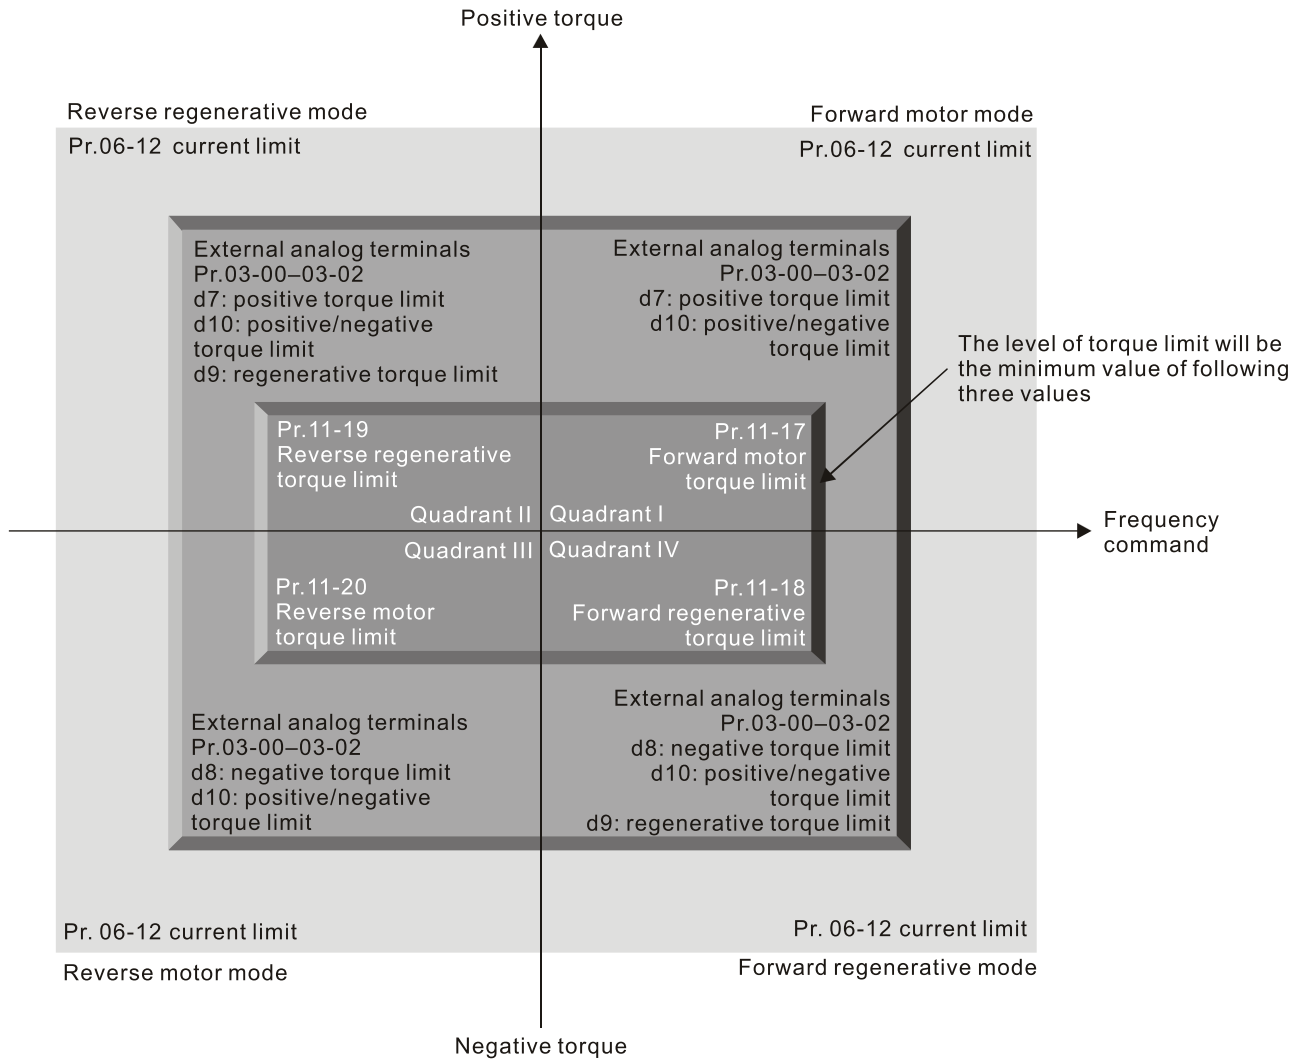 Positive torque
Reverse regenerative mode
Forward motor mode
Pr.06-12 current limit
Pr.06-12 current limit
External analog terminals
Pr.03-00–03-02
d7: positive torque limit
d10: positive/negative
torque limit
d9: regenerative torque limit
External analog terminals
Pr.03-00–03-02
d7: positive torque limit
d10: positive/negative
torque limit
The level of torque limit will be
the minimum value of following
three values
Pr.11-19
Reverse regenerative
torque limit
Pr.11-17
Forward motor
torque limit
Quadrant II
Quadrant I
Frequency
command
Quadrant III
Quadrant IV
Pr.11-20
Reverse motor
torque limit
Pr.11-18
Forward regenerative
torque limit
External analog terminals
Pr.03-00–03-02
d8: negative torque limit
d10: positive/negative
torque limit
External analog terminals
Pr.03-00–03-02
d8: negative torque limit
d10: positive/negative
torque limit
d9: regenerative torque limit
Pr. 06-12 current limit
Pr. 06-12 current limit
Reverse motor mode
Forward regenerative mode
Negative torque